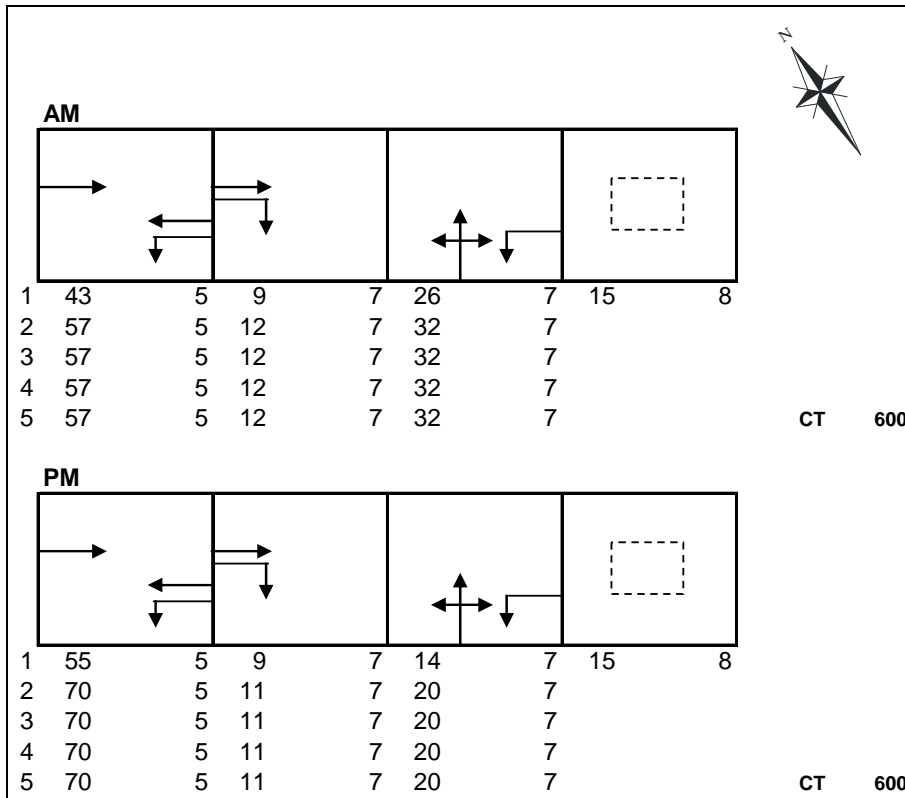 N
AM
1 43 5 9 7 26 7 15 8
2 57 5 12 7 32 7
3 57 5 12 7 32 7
4 57 5 12 7 32 7
5 57 5 12 7 32 7 CT 600
PM
1 55 5 9 7 14 7 15 8
2 70 5 11 7 20 7
3 70 5 11 7 20 7
4 70 5 11 7 20 7
5 70 5 11 7 20 7 CT 600